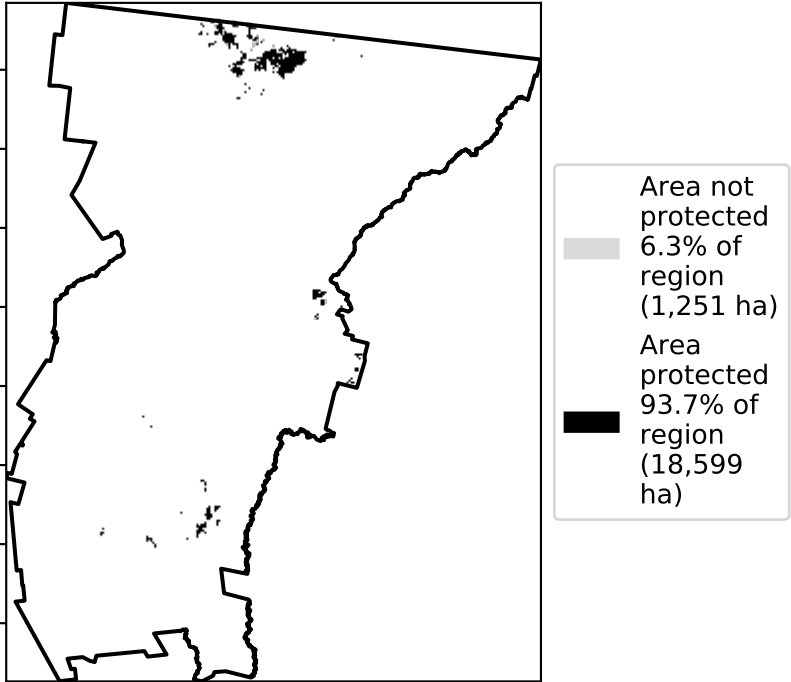 Area not
protected
6.3% of
region
(1,251 ha)
Area
protected
93.7% of
region
(18,599
ha)